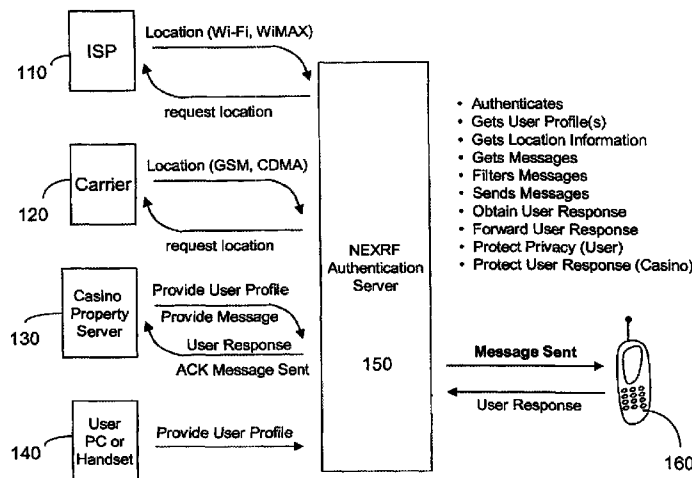 ISP
110
Location (Wi-Fi, WiMAX)
request location
Carrier
120
Location (GSM, CDMA)
request location
Casino
Property
Server
130
Provide User Profile
Provide Message
User Response
ACK Message Sent
User
PC or
Handset
140
Provide User Profile
NEXRF
Authentication
Server
150
• Authenticates
• Gets User Profile(s)
• Gets Location Information
• Gets Messages
• Filters Messages
• Sends Messages
• Obtain User Response
• Forward User Response
• Protect Privacy (User)
• Protect User Response (Casino)
Message Sent
User Response
160